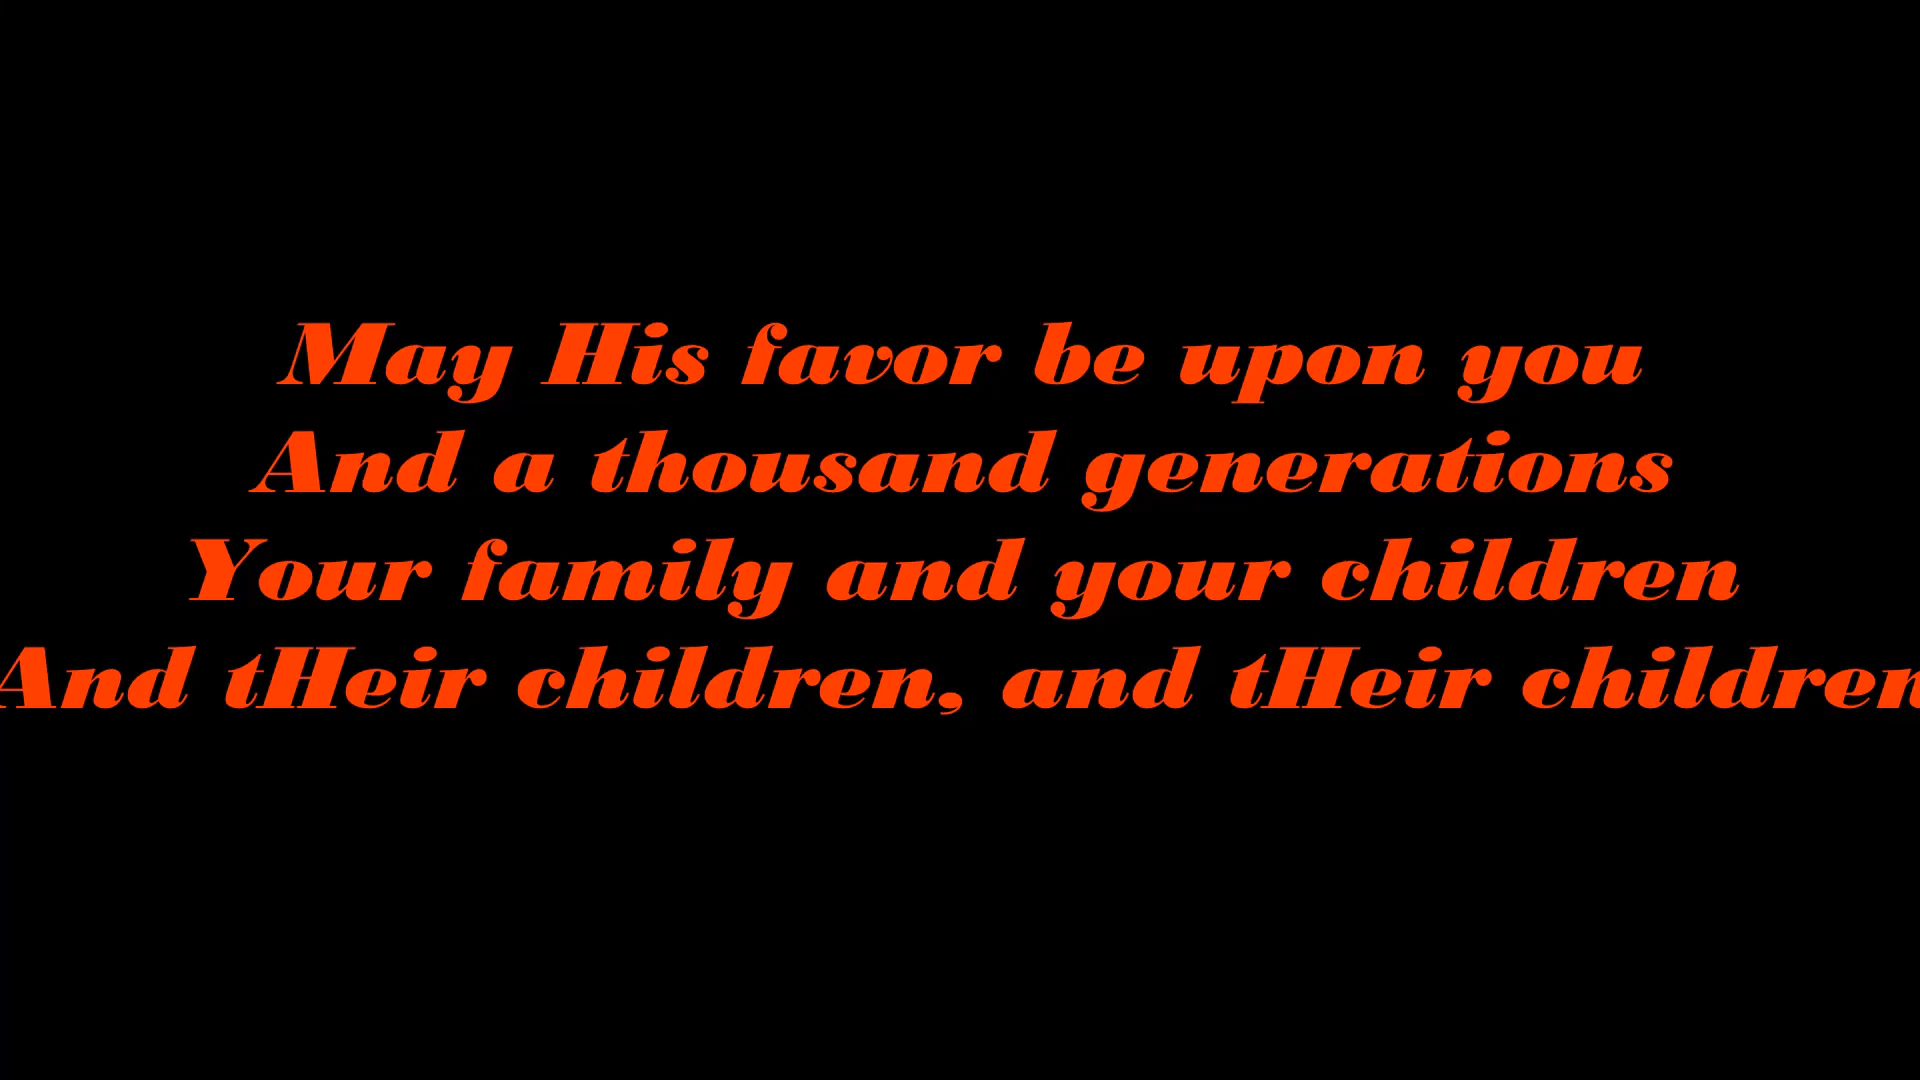 May His favor be upon you
And a thousand generations
Your family and your children
And tHeir children, and tHeir children